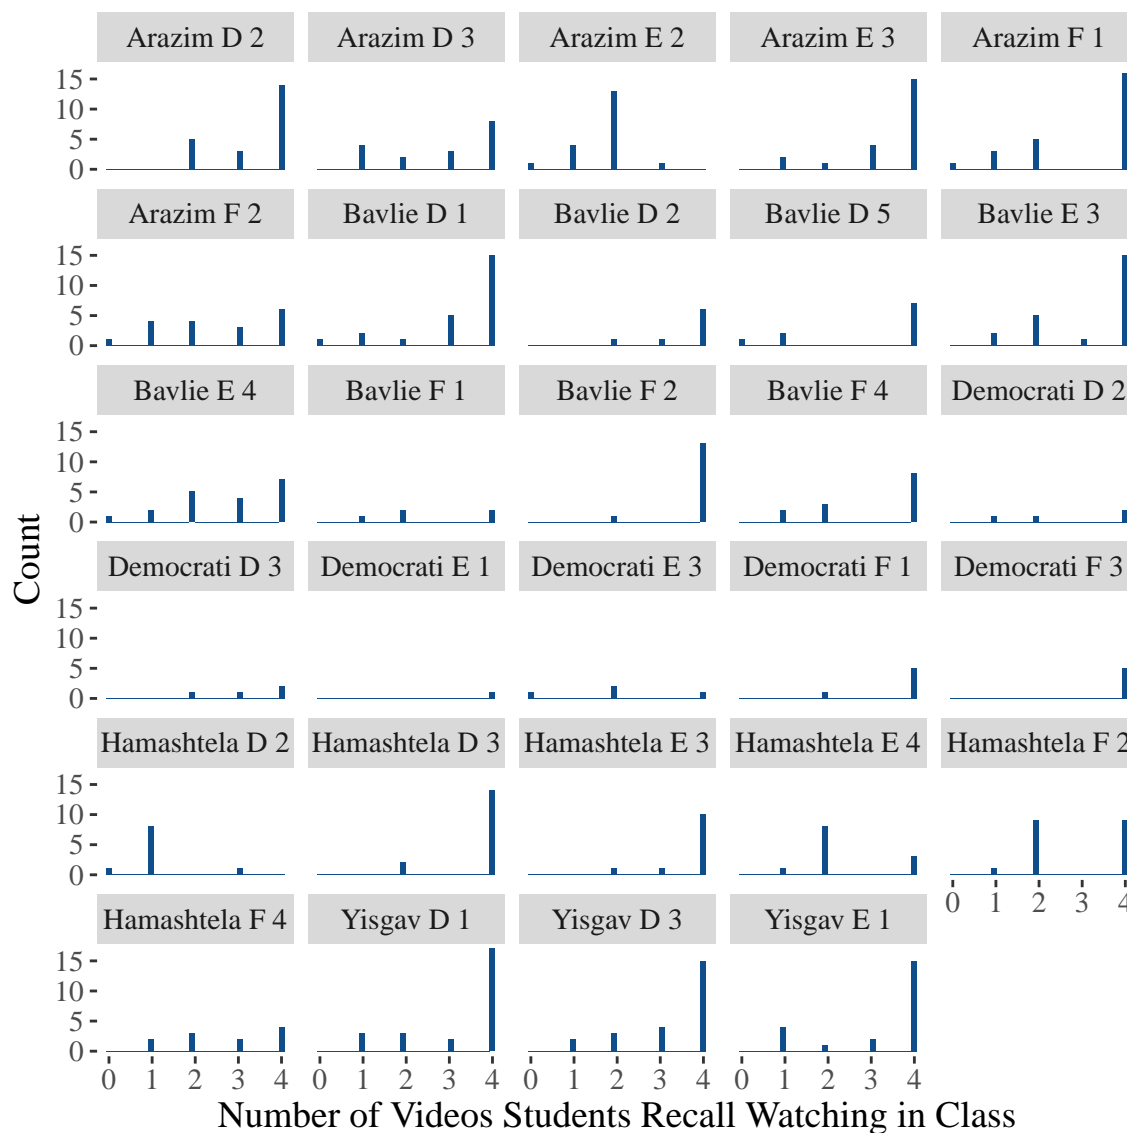 Arazim D 2 Arazim D 3 Arazim E 2 Arazim E 3 Arazim F 1
15
10
5
0
Arazim F 2 Bavlie D 1 Bavlie D 2 Bavlie D 5 Bavlie E 3
15
10
5
0
Bavlie E 4 Bavlie F 1 Bavlie F 2 Bavlie F 4 Democrati D 2
15
10
5
0
Count
Democrati D 3 Democrati E 1 Democrati E 3 Democrati F 1 Democrati F 3
15
10
5
0
Hamashtela D 2 Hamashtela D 3 Hamashtela E 3 Hamashtela E 4 Hamashtela F 2
15
10
5
0
0 1 2 3 4
Hamashtela F 4 Yisgav D 1 Yisgav D 3 Yisgav E 1
15
10
5
0
0 1 2 3 4 0 1 2 3 4 0 1 2 3 4 0 1 2 3 4
Number of Videos Students Recall Watching in Class